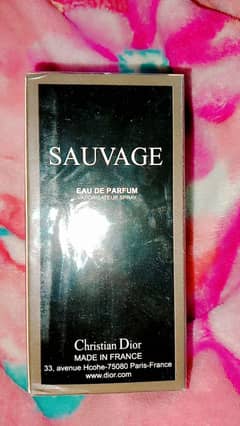 SAUVAGE
EAU DE PARFUM
VAPORISATEUR SPRAY
Christian Dior
MADE IN FRANCE
33, avenue Hcohe-75080 Paris-France
www.dior.com